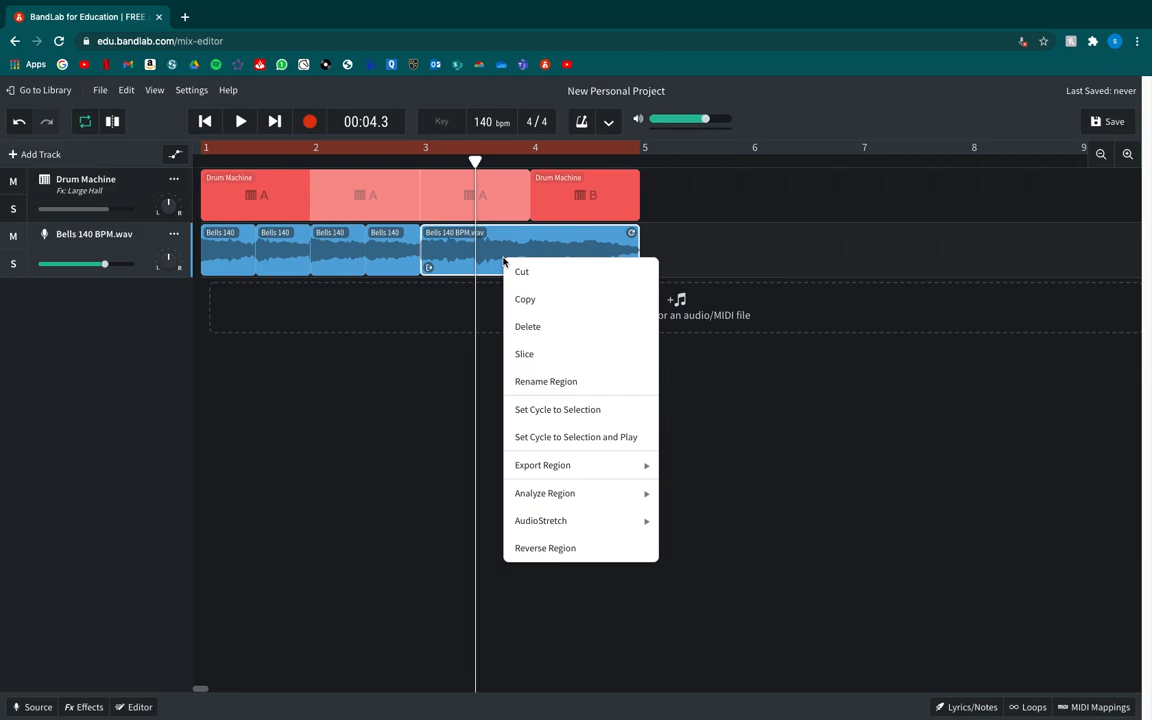 BandLab for Education | FREE
edu.bandlab.com/mix-editor
S
Apps
Go to Library
File
Edit
View
Settings
Help
New Personal Project
Last Saved: never
00:04.3
Key
140 bpm
4 / 4
Save
+ Add Track
1
2
3
4
5
6
7
8
9
M
Drum Machine
Fx: Large Hall
S
L R
Drum Machine
A
A
A
Drum Machine
B
M
Bells 140 BPM.wav
S
L R
Bells 140
Bells 140
Bells 140
Bells 140
Bells 140 BPM.wav
or an audio/MIDI file
Cut
Copy
Delete
Slice
Rename Region
Set Cycle to Selection
Set Cycle to Selection and Play
Export Region
Analyze Region
AudioStretch
Reverse Region
Source
Fx Effects
Editor
Lyrics/Notes
Loops
MIDI Mappings